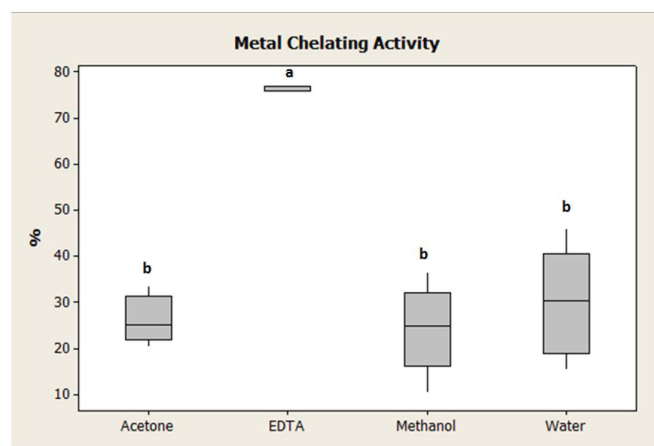 Metal Chelating Activity
80
70
60
50
40
30
20
10
%
a
b
b
b
Acetone EDTA Methanol Water